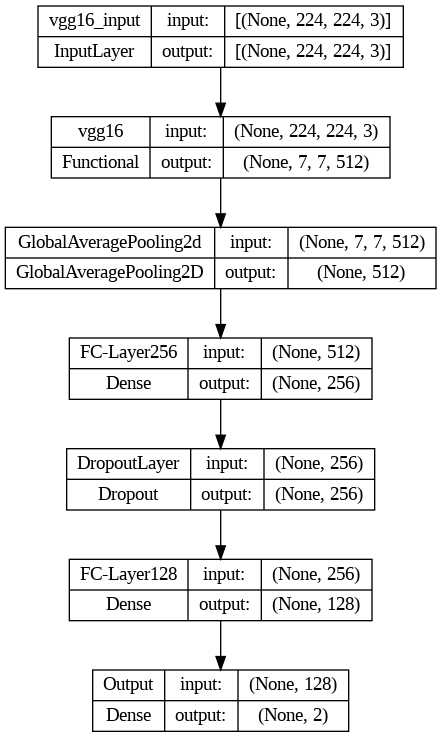 vgg16_input input: [(None, 224, 224, 3)]
InputLayer output: [(None, 224, 224, 3)]
vgg16 input: (None, 224, 224, 3)
Functional output: (None, 7, 7, 512)
GlobalAveragePooling2d input: (None, 7, 7, 512)
GlobalAveragePooling2D output: (None, 512)
FC-Layer256 input: (None, 512)
Dense output: (None, 256)
DropoutLayer input: (None, 256)
Dropout output: (None, 256)
FC-Layer128 input: (None, 256)
Dense output: (None, 128)
Output input: (None, 128)
Dense output: (None, 2)